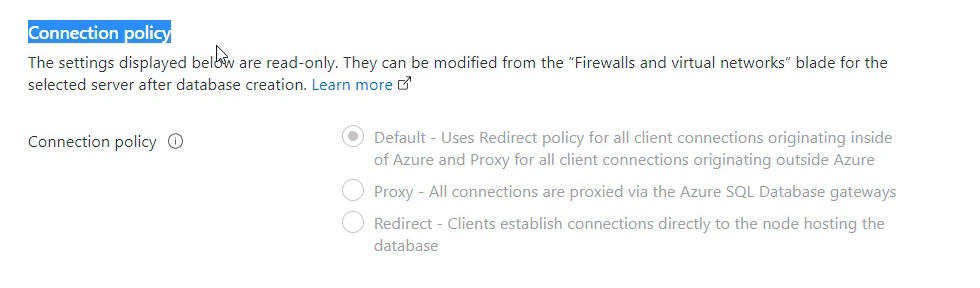 Connection policy
The settings displayed below are read-only. They can be modified from the “Firewalls and virtual networks” blade for the
selected server after database creation. Learn more
Connection policy
Default - Uses Redirect policy for all client connections originating inside
of Azure and Proxy for all client connections originating outside Azure
Proxy - All connections are proxied via the Azure SQL Database gateways
Redirect - Clients establish connections directly to the node hosting the
database